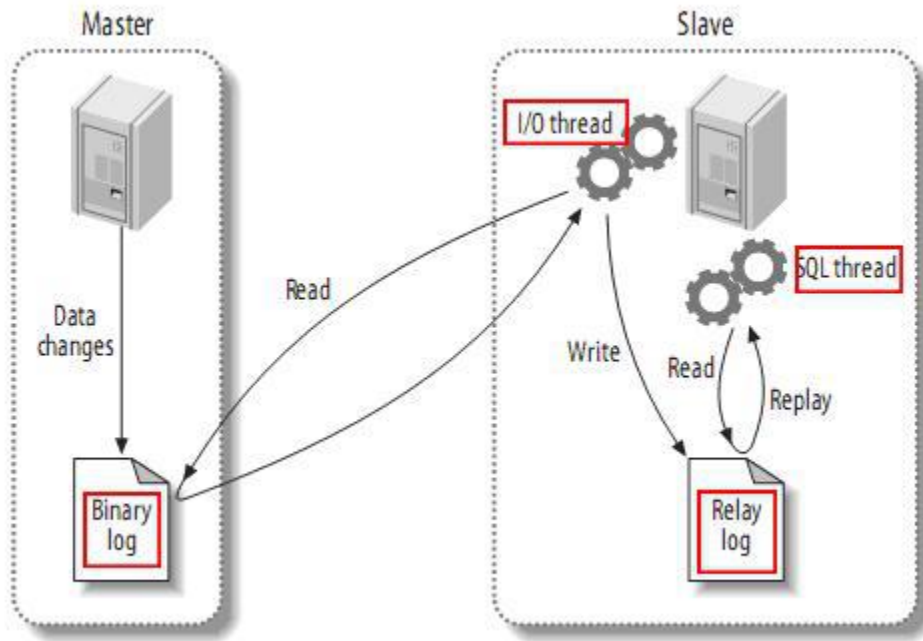 Master
Slave
I/O thread
SQL thread
Read
Data
changes
Write
Read
Replay
Binary
log
Relay
log